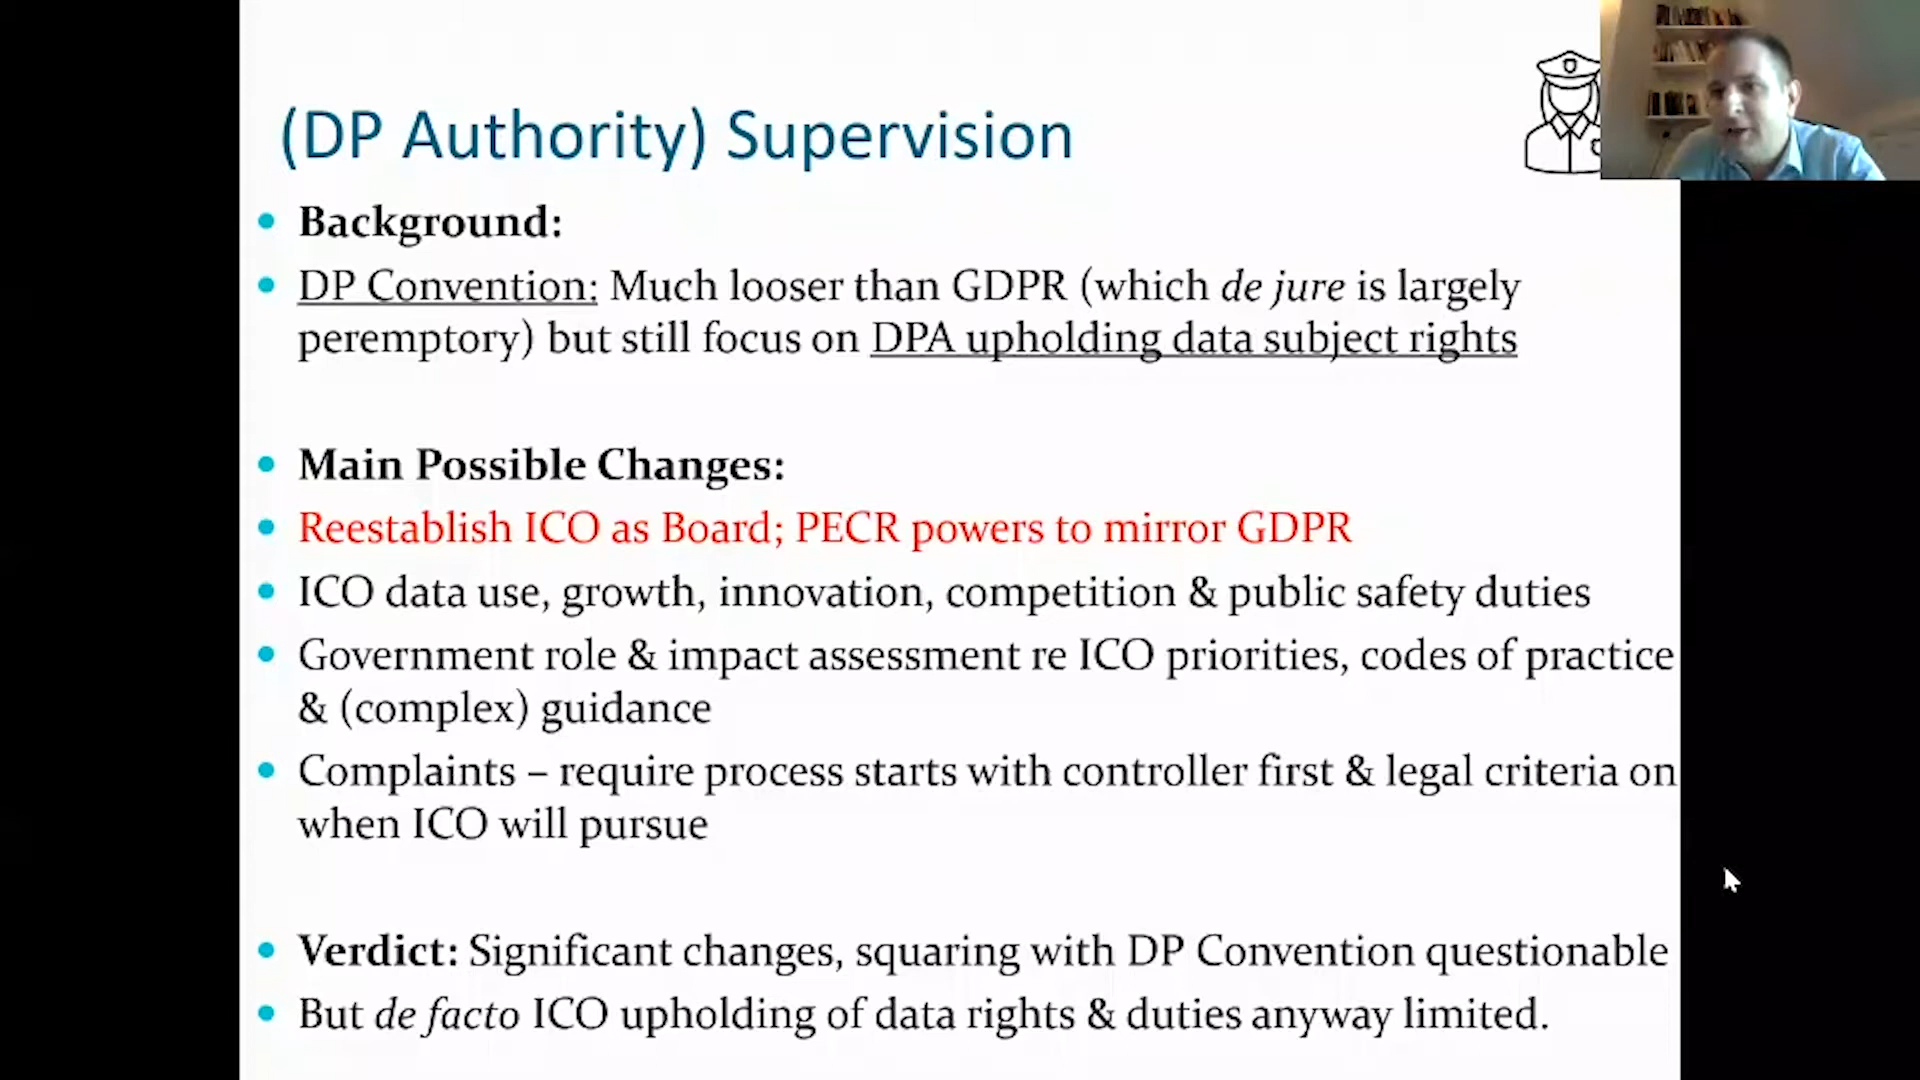 (DP Authority) Supervision
Background:
DP Convention: Much looser than GDPR (which de jure is largely
peremptory) but still focus on DPA upholding data subject rights
Main Possible Changes:
Reestablish ICO as Board; PECR powers to mirror GDPR
ICO data use, growth, innovation, competition & public safety duties
Government role & impact assessment re ICO priorities, codes of practice
& (complex) guidance
Complaints – require process starts with controller first & legal criteria on
when ICO will pursue
Verdict: Significant changes, squaring with DP Convention questionable
But de facto ICO upholding of data rights & duties anyway limited.